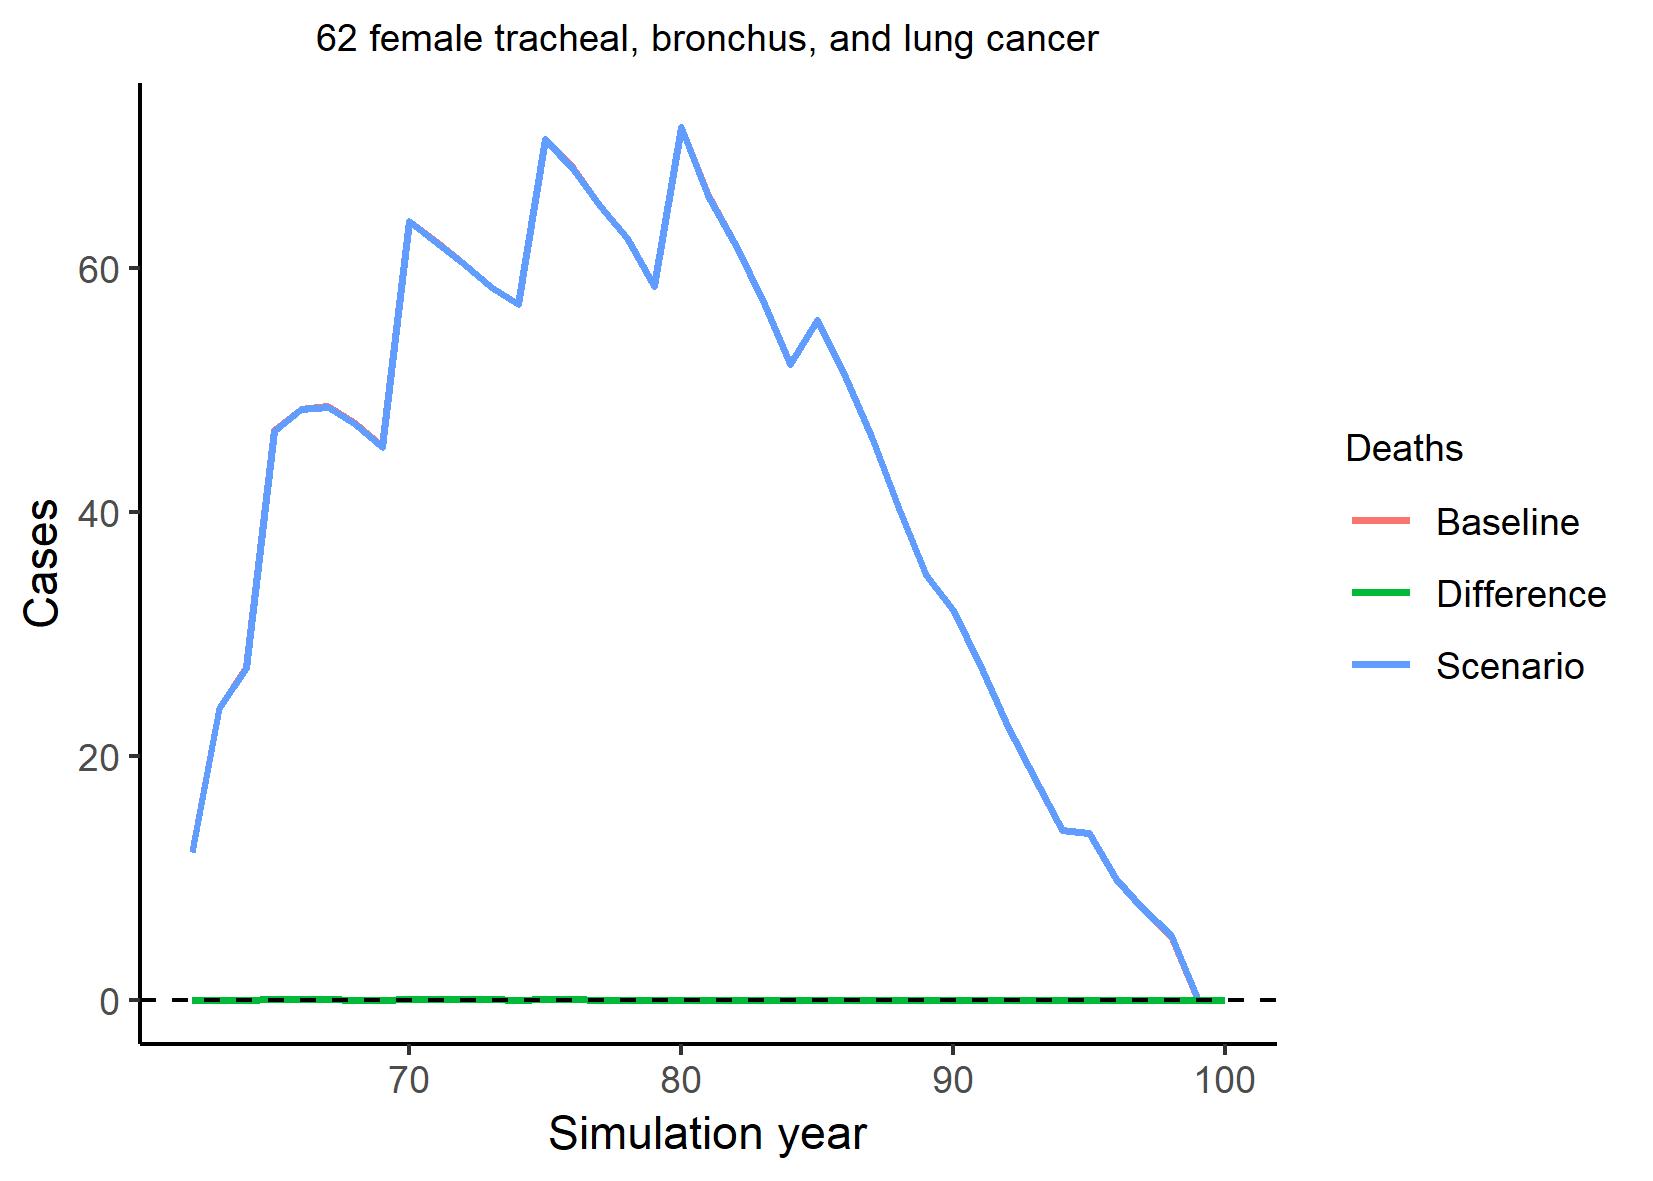 62 female tracheal, bronchus, and lung cancer
Cases
60
40
20
0
70 80 90 100
Simulation year
Deaths
Baseline
Difference
Scenario